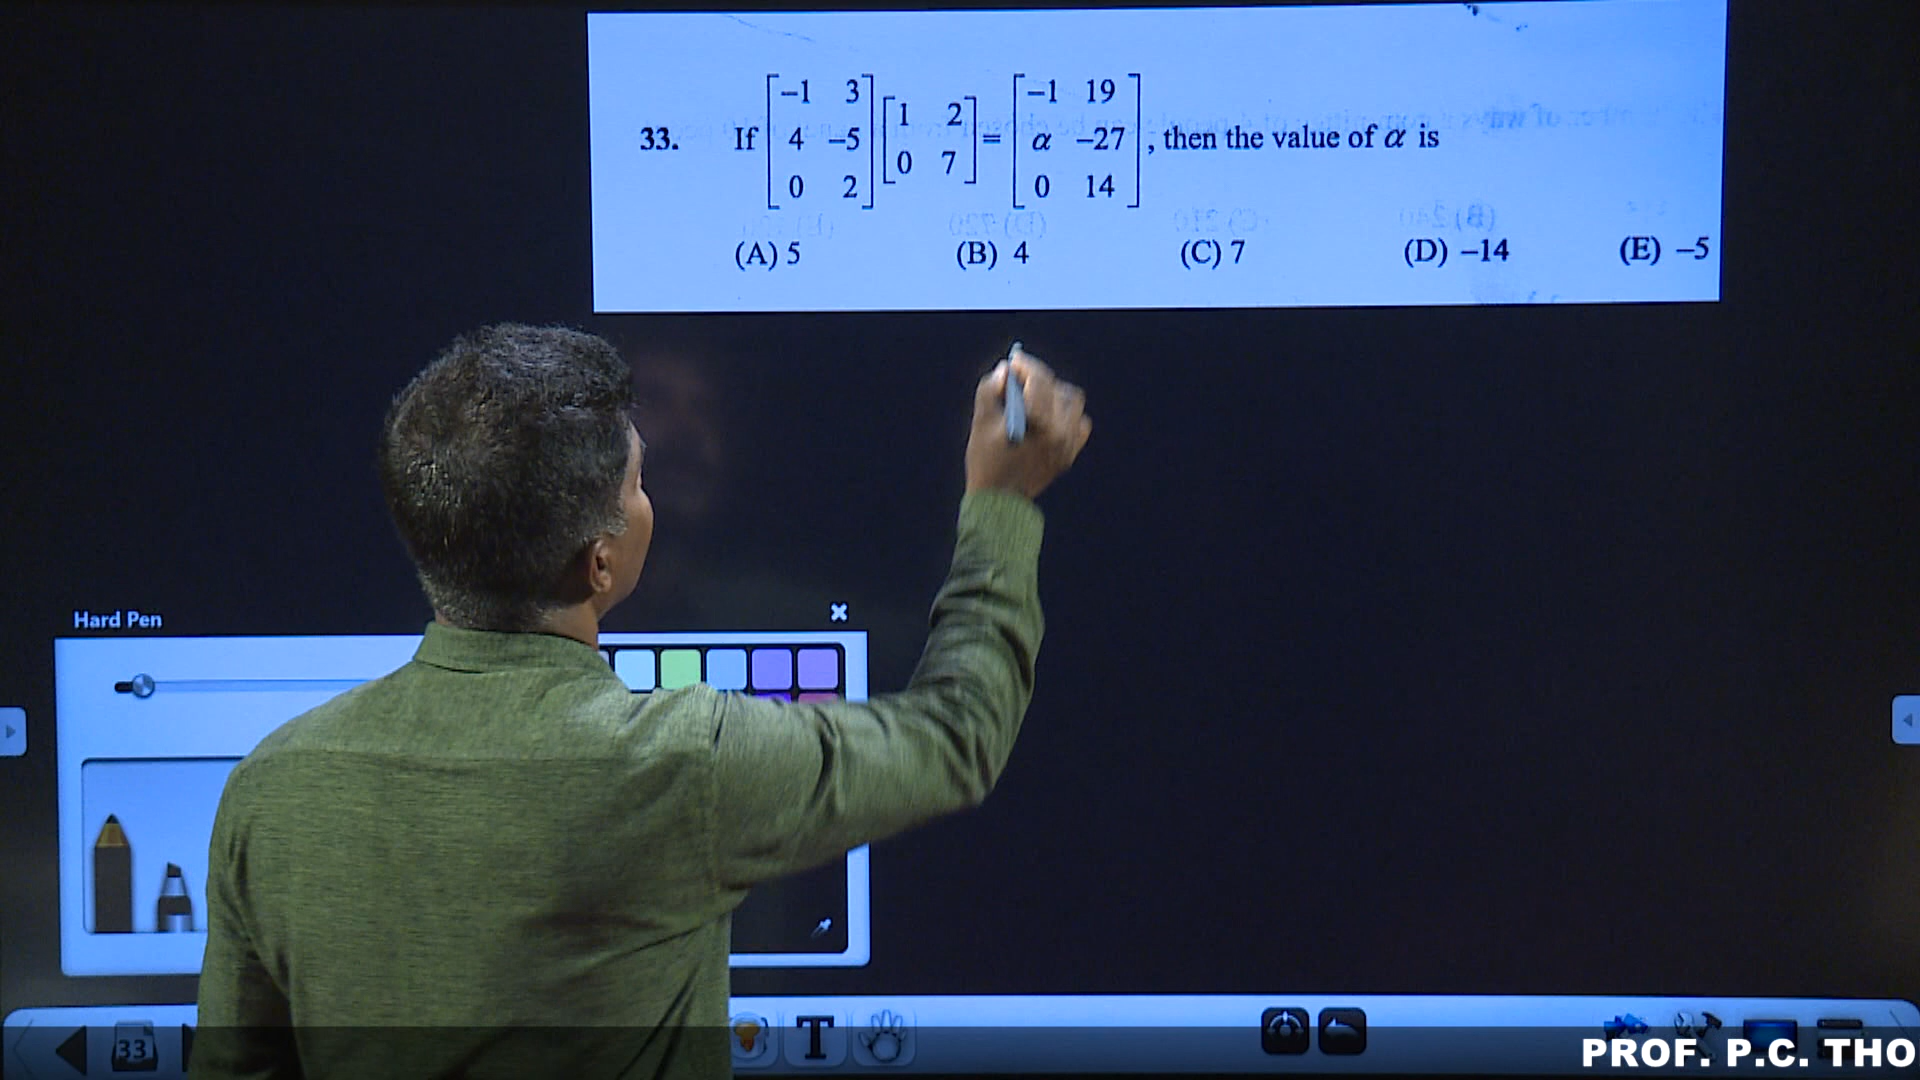 33. If [-1 3 4 -5 0 2] [1 2 0 7] = [-1 19 α -27 0 14], then the value of α is
(A) 5 (B) 4 (C) 7 (D) -14 (E) -5
Hard Pen
33
T
PROF. P.C. THO